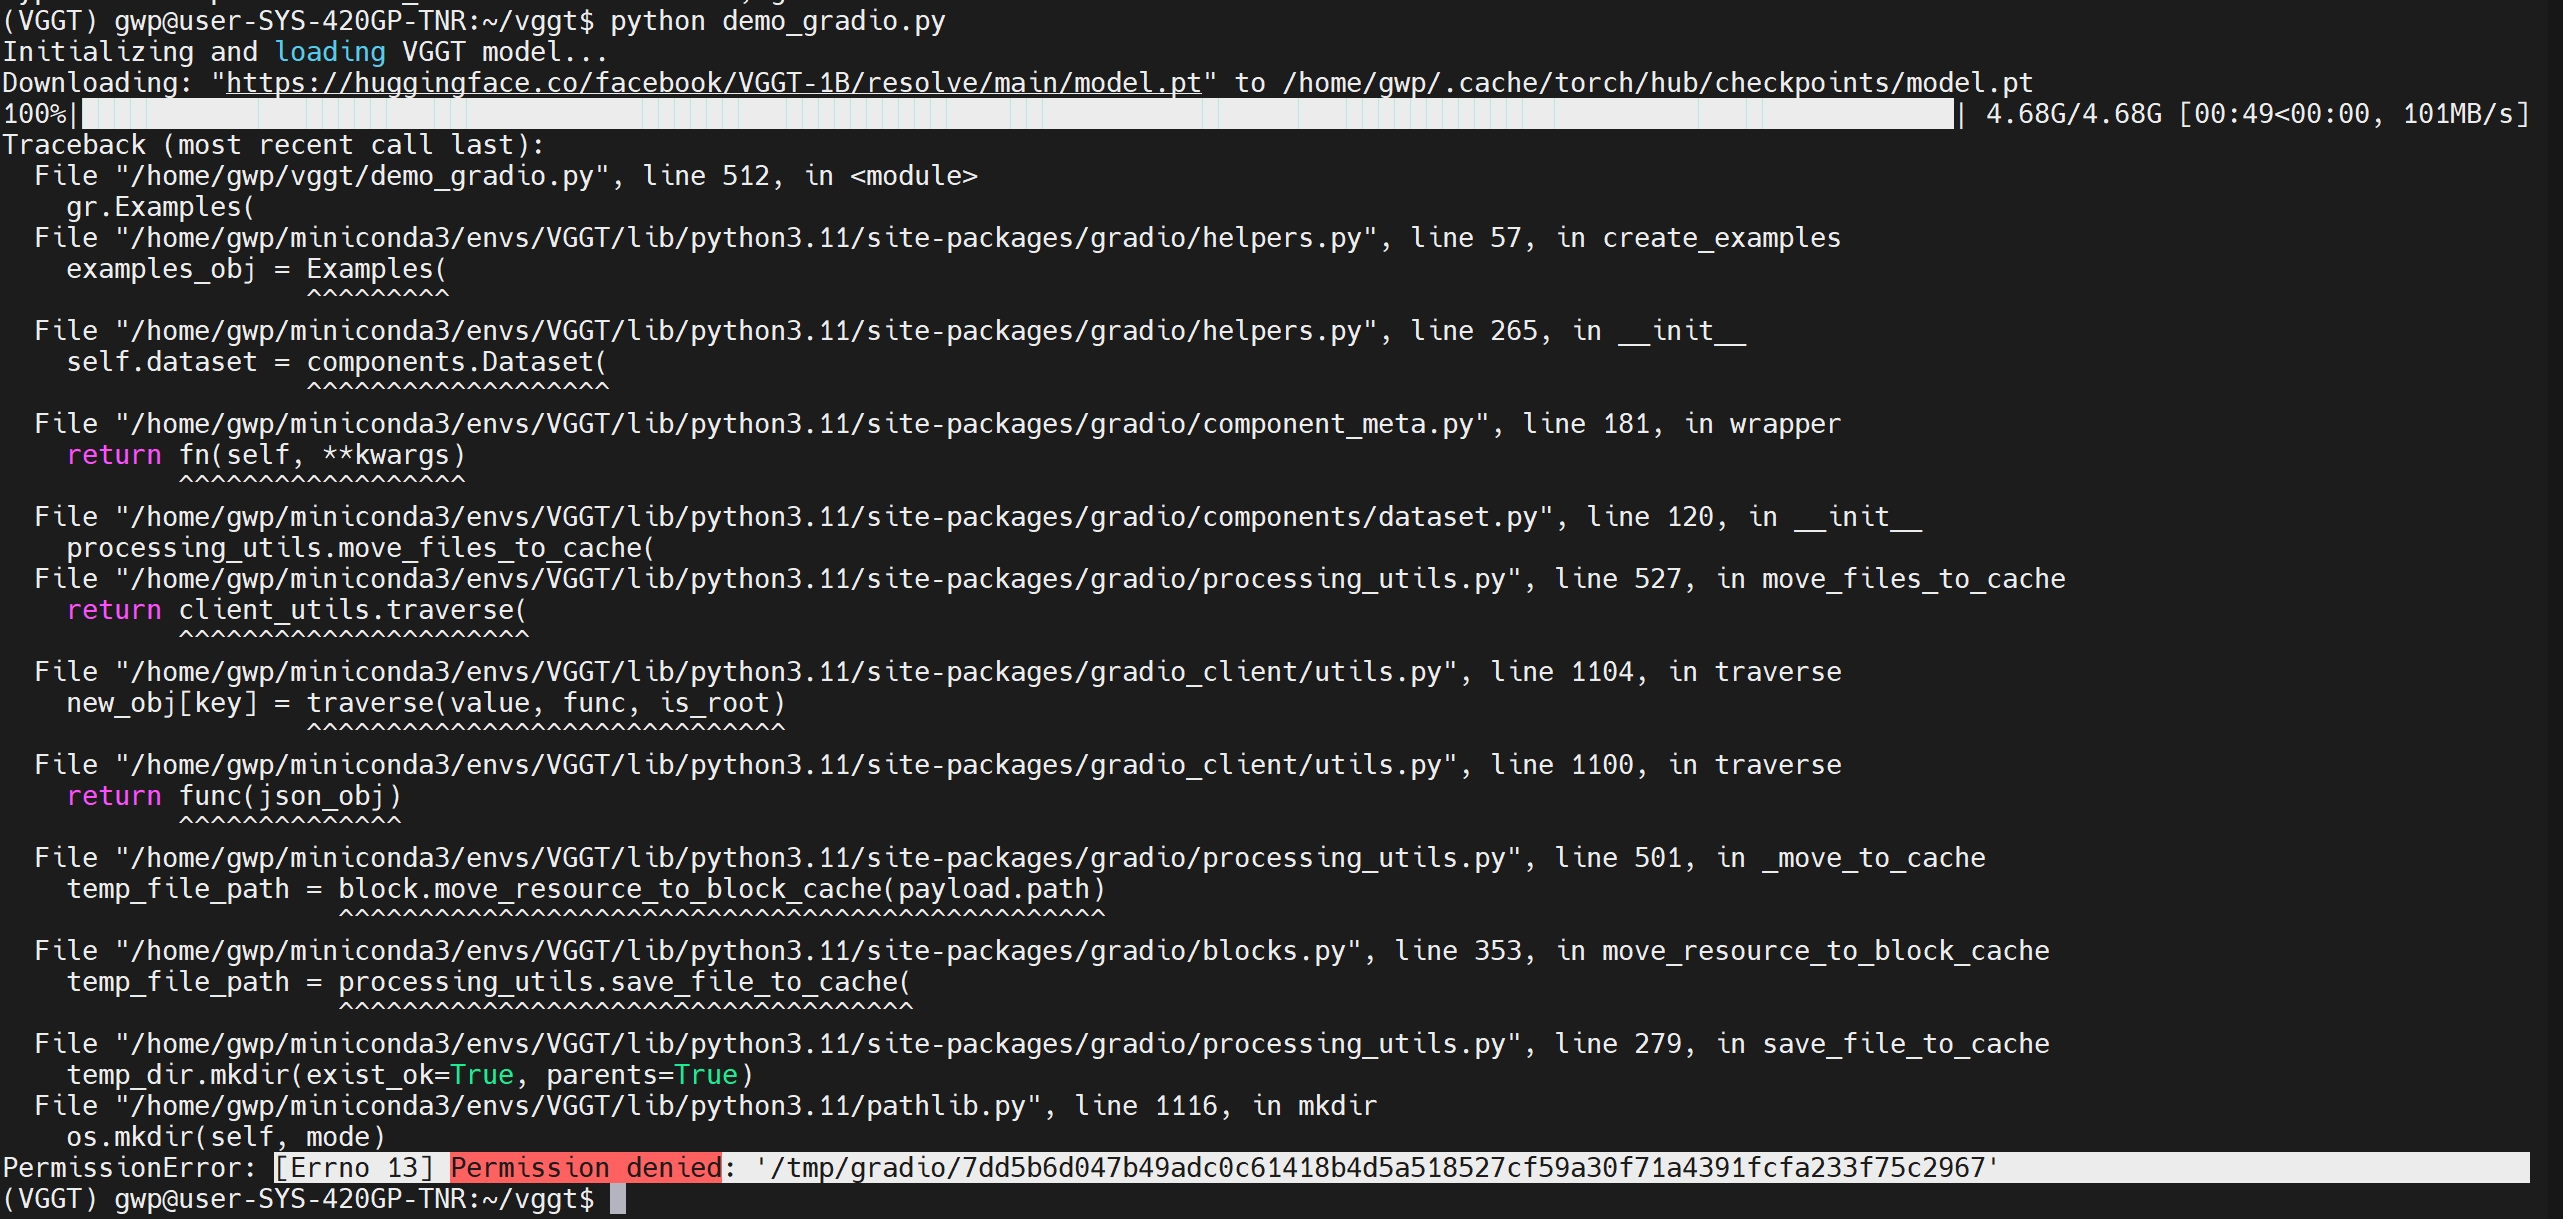 (VGGT) gwp@user-SYS-420GP-TNR:~/vggt$ python demo_gradio.py
Initializing and loading VGGT model...
Downloading: "https://huggingface.co/facebook/VGGT-1B/resolve/main/model.pt" to /home/gwp/.cache/torch/hub/checkpoints/model.pt
100%| | 4.68G/4.68G [00:49<00:00, 101MB/s]
Traceback (most recent call last):
  File "/home/gwp/vggt/demo_gradio.py", line 512, in <module>
    gr.Examples(
  File "/home/gwp/miniconda3/envs/VGGT/lib/python3.11/site-packages/gradio/helpers.py", line 57, in create_examples
    examples_obj = Examples(
                   ^^^^^^^^^
  File "/home/gwp/miniconda3/envs/VGGT/lib/python3.11/site-packages/gradio/helpers.py", line 265, in __init__
    self.dataset = components.Dataset(
                   ^^^^^^^^^^^^^^^^^^^
  File "/home/gwp/miniconda3/envs/VGGT/lib/python3.11/site-packages/gradio/component_meta.py", line 181, in wrapper
    return fn(self, **kwargs)
           ^^^^^^^^^^^^^^^^^^
  File "/home/gwp/miniconda3/envs/VGGT/lib/python3.11/site-packages/gradio/components/dataset.py", line 120, in __init__
    processing_utils.move_files_to_cache(
  File "/home/gwp/miniconda3/envs/VGGT/lib/python3.11/site-packages/gradio/processing_utils.py", line 527, in move_files_to_cache
    return client_utils.traverse(
           ^^^^^^^^^^^^^^^^^^^^^^
  File "/home/gwp/miniconda3/envs/VGGT/lib/python3.11/site-packages/gradio_client/utils.py", line 1104, in traverse
    new_obj[key] = traverse(value, func, is_root)
                   ^^^^^^^^^^^^^^^^^^^^^^^^^^^^^^
  File "/home/gwp/miniconda3/envs/VGGT/lib/python3.11/site-packages/gradio_client/utils.py", line 1100, in traverse
    return func(json_obj)
           ^^^^^^^^^^^^^^
  File "/home/gwp/miniconda3/envs/VGGT/lib/python3.11/site-packages/gradio/processing_utils.py", line 501, in _move_to_cache
    temp_file_path = block.move_resource_to_block_cache(payload.path)
                     ^^^^^^^^^^^^^^^^^^^^^^^^^^^^^^^^^^^^^^^^^^^^^^^^
  File "/home/gwp/miniconda3/envs/VGGT/lib/python3.11/site-packages/gradio/blocks.py", line 353, in move_resource_to_block_cache
    temp_file_path = processing_utils.save_file_to_cache(
                     ^^^^^^^^^^^^^^^^^^^^^^^^^^^^^^^^^^^^
  File "/home/gwp/miniconda3/envs/VGGT/lib/python3.11/site-packages/gradio/processing_utils.py", line 279, in save_file_to_cache
    temp_dir.mkdir(exist_ok=True, parents=True)
  File "/home/gwp/miniconda3/envs/VGGT/lib/python3.11/pathlib.py", line 1116, in mkdir
    os.mkdir(self, mode)
PermissionError: [Errno 13] Permission denied: '/tmp/gradio/7dd5b6d047b49adc0c61418b4d5a518527cf59a30f71a4391fcfa233f75c2967'
(VGGT) gwp@user-SYS-420GP-TNR:~/vggt$